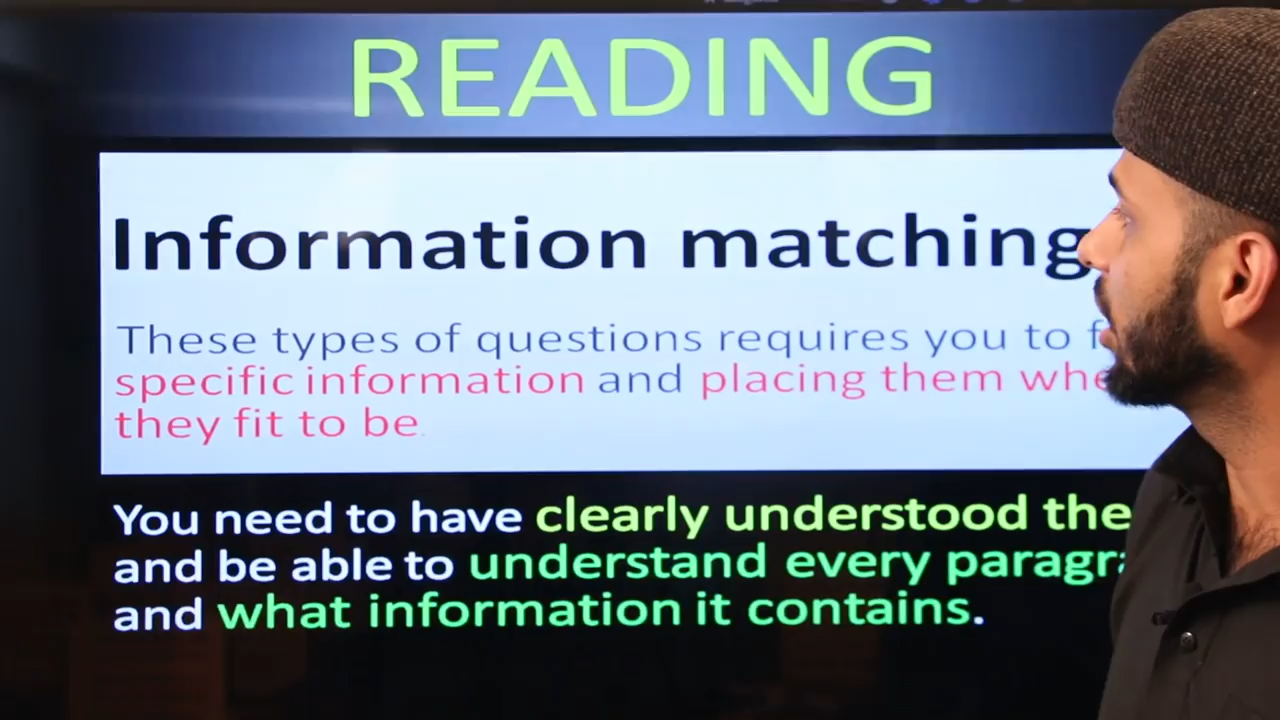 READING
Information matching
These types of questions requires you to
specific information and placing them
they fit to be.
You need to have clearly understood the
and be able to understand every
and what information it contains.